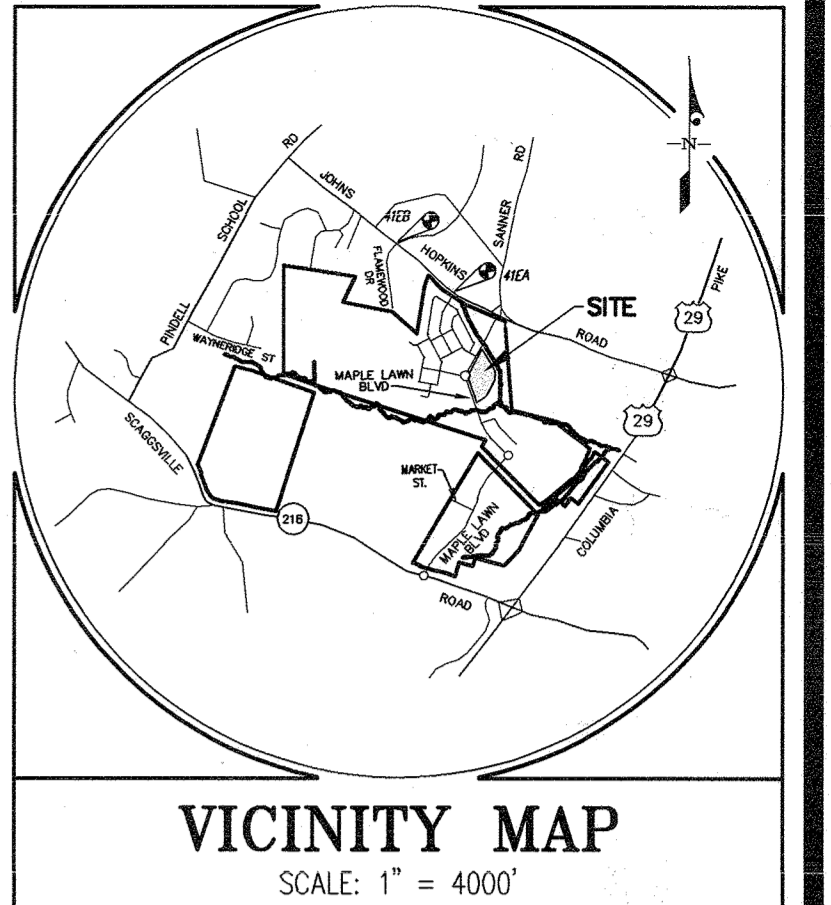 N
PINDELL SCHOOL RD
JOHNS HOPKINS ROAD
41EB
SANNER RD
FLAMEWOOD DR
41EA
SITE
29
COLUMBIA PIKE
WAYNERIDGE ST
MAPLE LAWN
BLVD
29
SCAGGSVILLE ROAD
MARKET
ST.
216
MAPLE LAWN
BLVD
VICINITY MAP
SCALE: 1" = 4000'